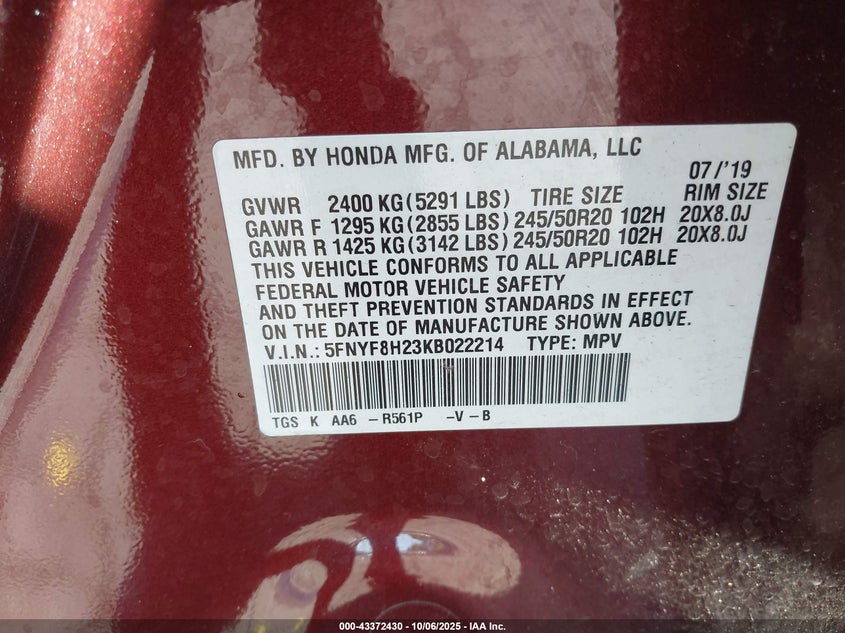 MFD. BY HONDA MFG. OF ALABAMA, LLC
07/'19
GVWR 2400 KG(5291 LBS) TIRE SIZE RIM SIZE
GAWR F 1295 KG(2855 LBS) 245/50R20 102H 20X8.0J
GAWR R 1425 KG(3142 LBS) 245/50R20 102H 20X8.0J
THIS VEHICLE CONFORMS TO ALL APPLICABLE
FEDERAL MOTOR VEHICLE SAFETY
AND THEFT PREVENTION STANDARDS IN EFFECT
ON THE DATE OF MANUFACTURE SHOWN ABOVE.
V.I.N.: 5FNYF8H23KB022214 TYPE: MPV
TGS K AA6 -R561P -V-B
000-43372430 - 10/06/2025 - IAA Inc.